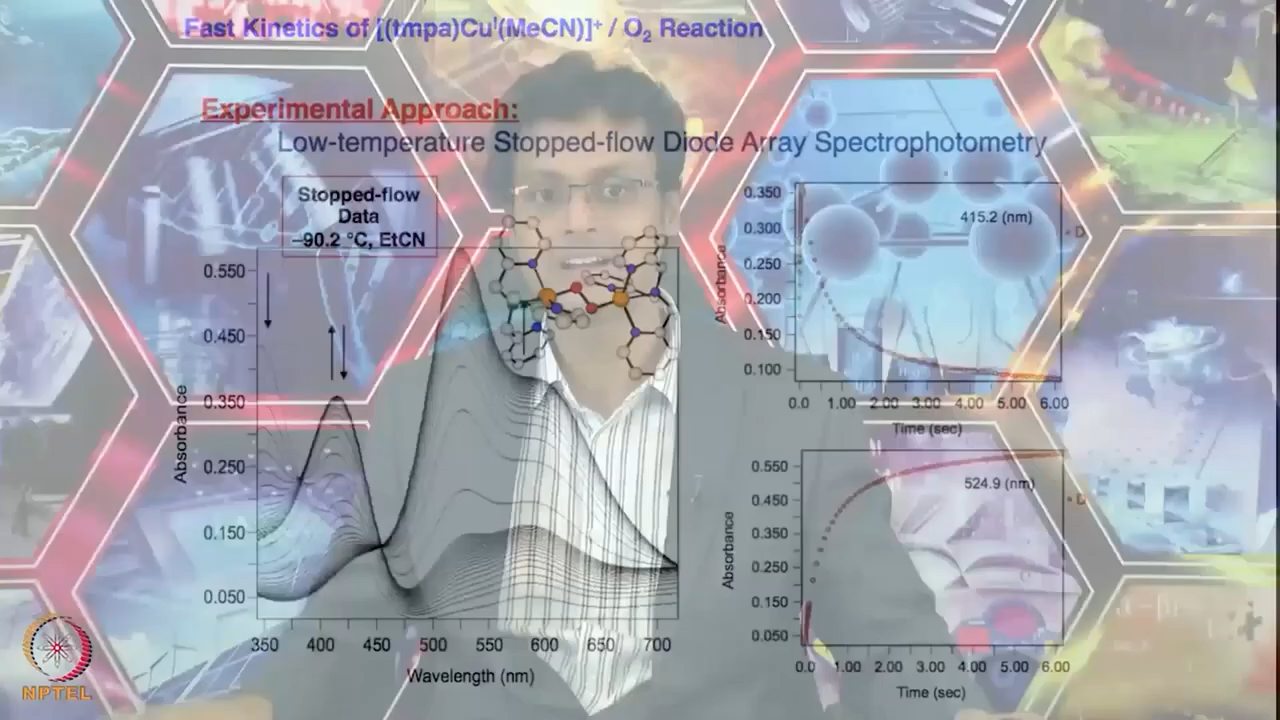 Fast Kinetics of [(tmpa)Cuᴵ(MeCN)]⁺ / O₂ Reaction
Experimental Approach:
Low-temperature Stopped-flow Diode Array Spectrophotometry
Stopped-flow
Data
–90.2 °C, EtCN
Absorbance
0.550
0.450
0.350
0.250
0.150
0.050
350 400 450 500 550 600 650 700
Wavelength (nm)
Absorbance
0.350
0.300
0.250
0.200
0.150
0.100
415.2 (nm)
D
0.0 1.00 2.00 3.00 4.00 5.00 6.00
Time (sec)
Absorbance
0.550
0.450
0.350
0.250
0.150
0.050
524.9 (nm)
0.0 1.00 2.00 3.00 4.00 5.00 6.00
Time (sec)
NPTEL